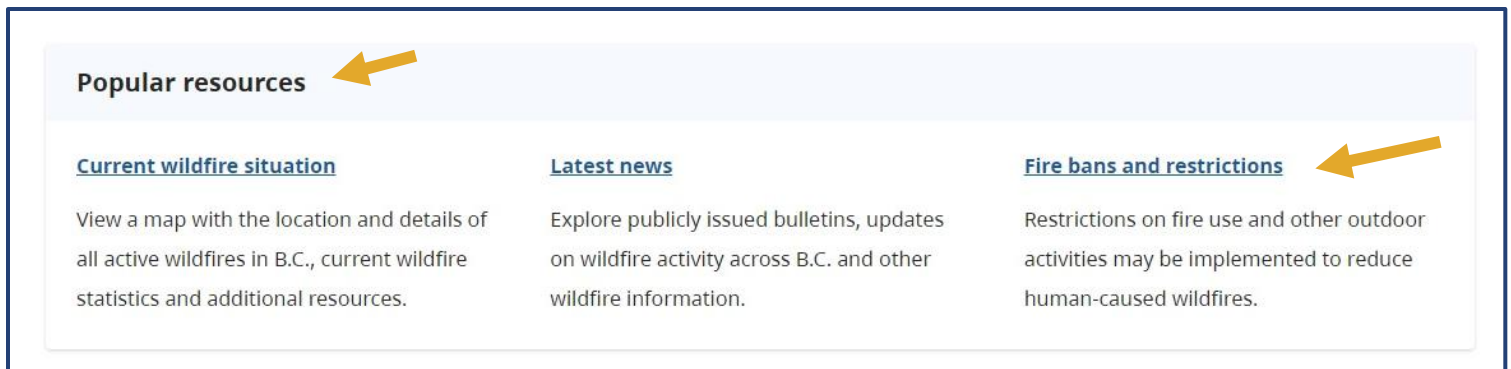 Popular resources
Current wildfire situation
View a map with the location and details of
all active wildfires in B.C., current wildfire
statistics and additional resources.
Latest news
Explore publicly issued bulletins, updates
on wildfire activity across B.C. and other
wildfire information.
Fire bans and restrictions
Restrictions on fire use and other outdoor
activities may be implemented to reduce
human-caused wildfires.